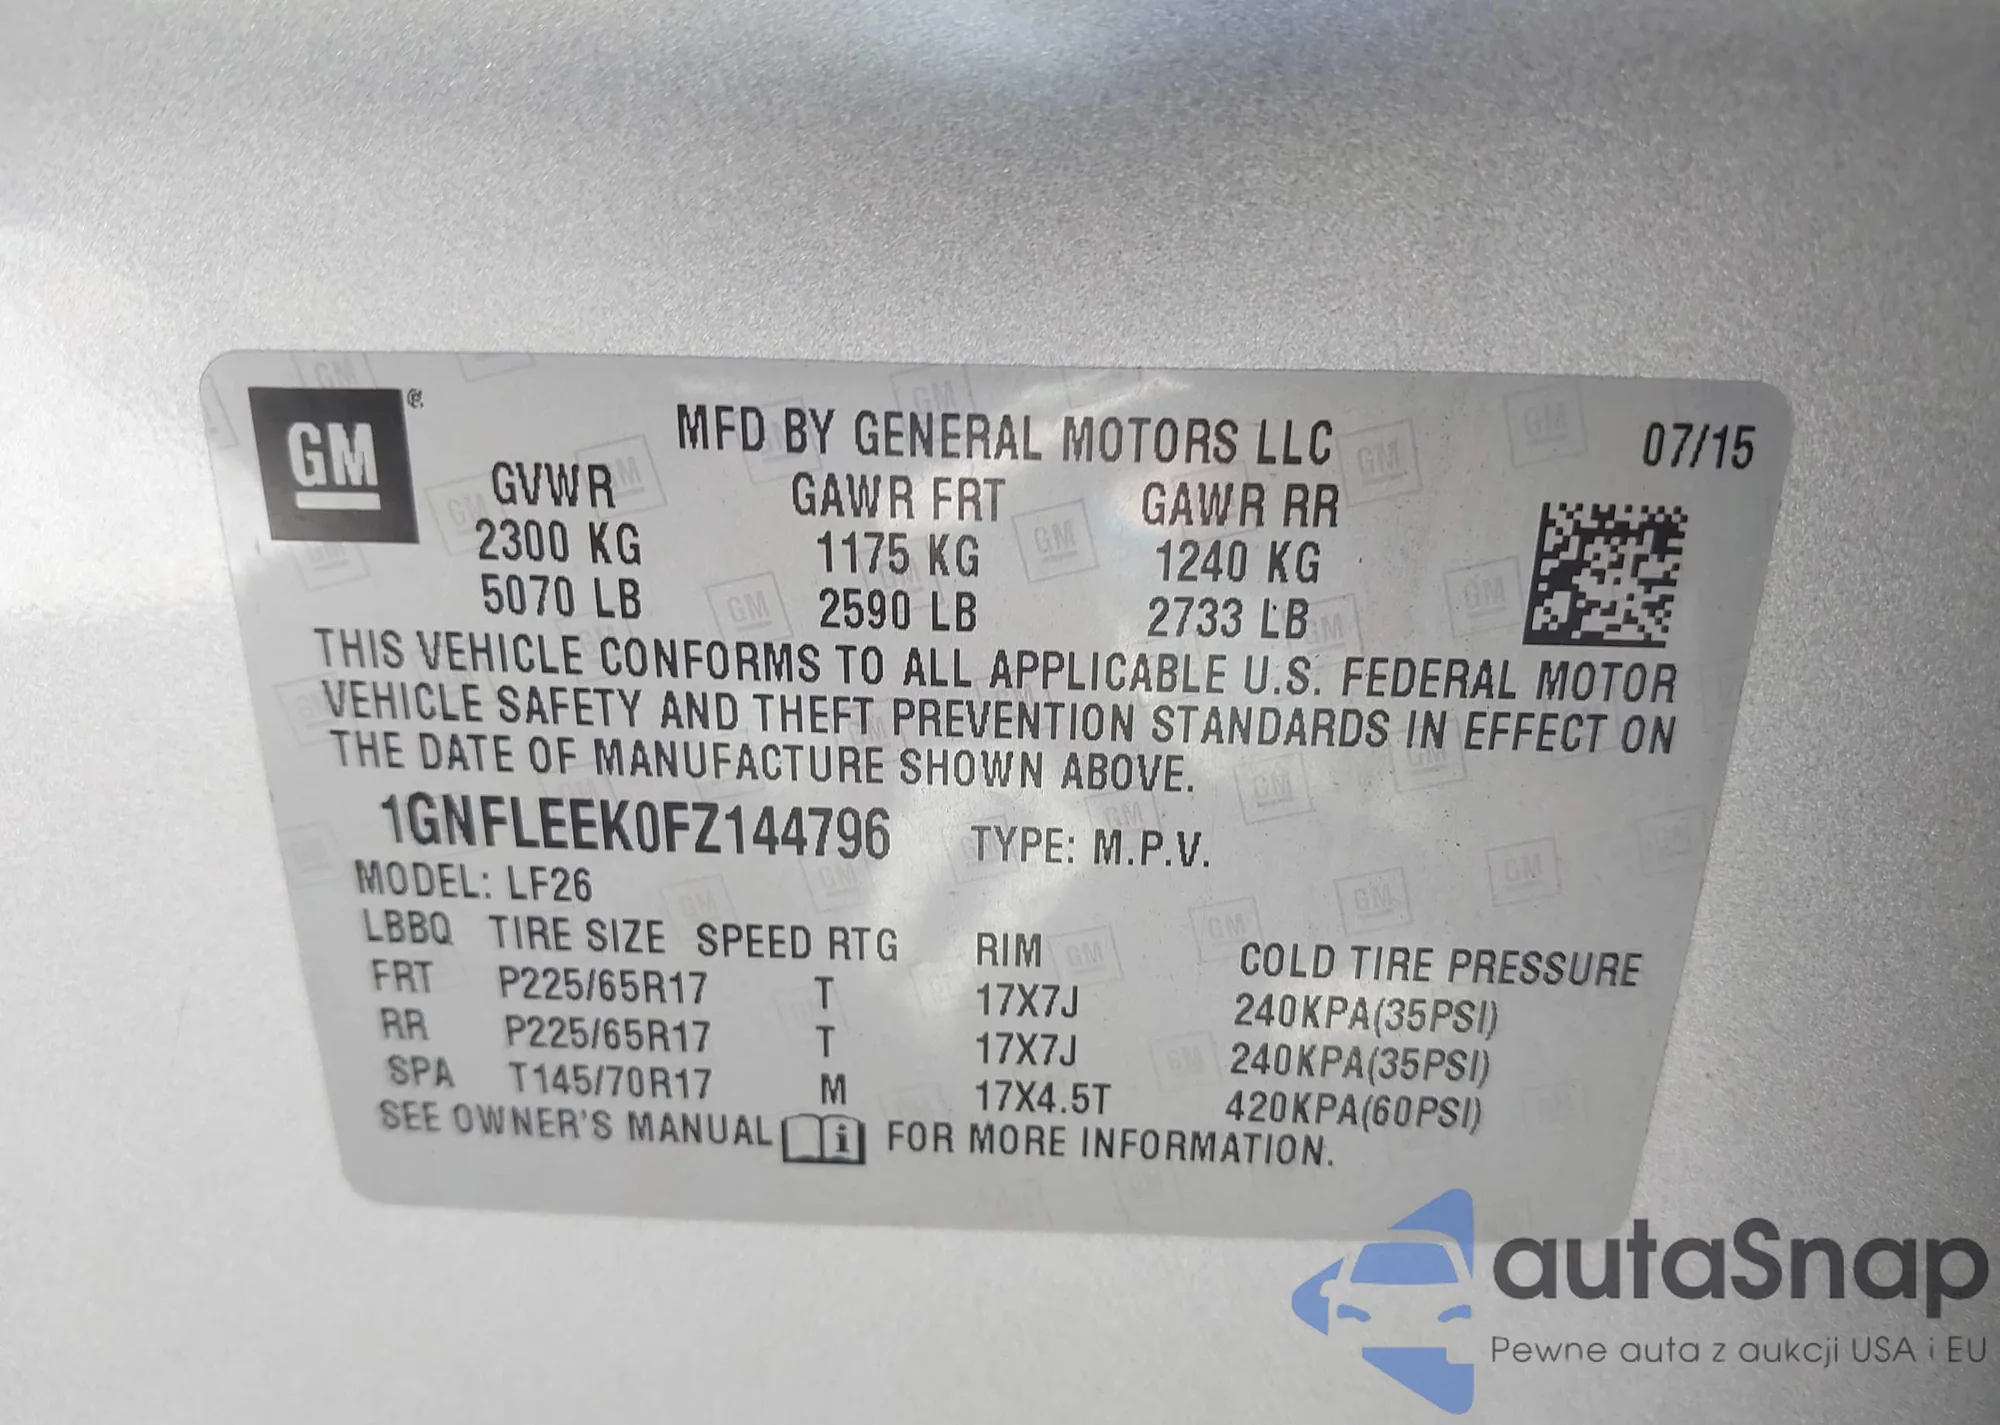 GM
MFD BY GENERAL MOTORS LLC 07/15
GVWR GAWR FRT GAWR RR
2300 KG 1175 KG 1240 KG
5070 LB 2590 LB 2733 LB
THIS VEHICLE CONFORMS TO ALL APPLICABLE U.S. FEDERAL MOTOR
VEHICLE SAFETY AND THEFT PREVENTION STANDARDS IN EFFECT ON
THE DATE OF MANUFACTURE SHOWN ABOVE.
1GNFLEEK0FZ144796 TYPE: M.P.V.
MODEL: LF26
LBBQ TIRE SIZE SPEED RTG RIM COLD TIRE PRESSURE
FRT P225/65R17 T 17X7J 240KPA(35PSI)
RR P225/65R17 T 17X7J 240KPA(35PSI)
SPA T145/70R17 M 17X4.5T 420KPA(60PSI)
SEE OWNER'S MANUAL i FOR MORE INFORMATION.
autaSnap
Pewne auta z aukcji USA i EU